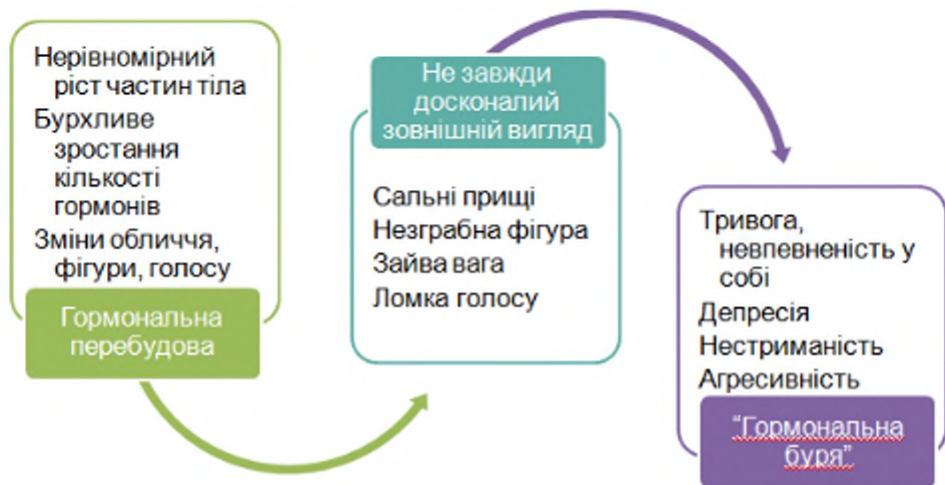 Нерівномірний
ріст частин тіла
Бурхливе
зростання
кількості
гормонів
Зміни обличчя,
фігури, голосу
Гормональна
перебудова
Не завжди
досконалий
зовнішній вигляд
Сальні прищі
Незграбна фігура
Зайва вага
Ломка голосу
Тривога,
невпевненість у
собі
Депресія
Нестриманість
Агресивність
“Гормональна
буря”